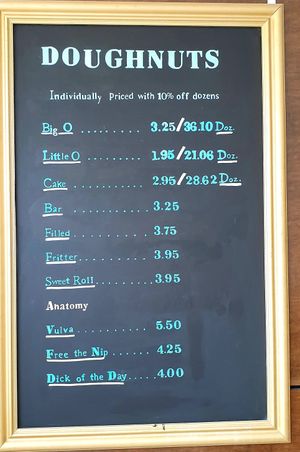 DOUGHNUTS
Individually Priced with 10% off dozens
Big O .......... 3.25/36.10 Doz.
Little O ......... 1.95/21.06 Doz.
Cake ........... 2.95/28.62 Doz.
Bar ............. 3.25
Filled ........... 3.75
Fritter .......... 3.95
Sweet Roll ........ 3.95
Anatomy
Vulva .......... 5.50
Free the Nip ...... 4.25
Dick of the Day ..... 4.00